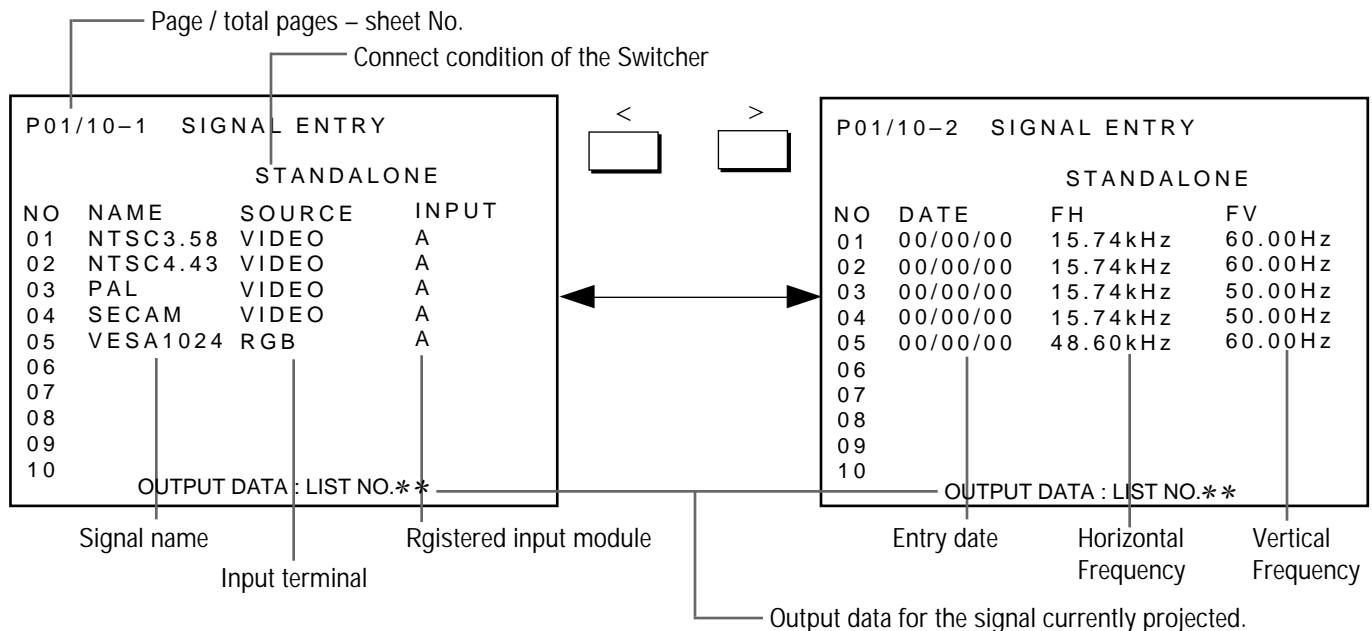 Page / total pages – sheet No.
Connect condition of the Switcher
P01/10–1 SIGNAL ENTRY
STANDALONE
NO NAME SOURCE INPUT
01 NTSC3.58 VIDEO A
02 NTSC4.43 VIDEO A
03 PAL VIDEO A
04 SECAM VIDEO A
05 VESA1024 RGB A
06
07
08
09
10
OUTPUT DATA : LIST NO.**
< >
P01/10–2 SIGNAL ENTRY
STANDALONE
NO DATE FH FV
01 00/00/00 15.74kHz 60.00Hz
02 00/00/00 15.74kHz 60.00Hz
03 00/00/00 15.74kHz 50.00Hz
04 00/00/00 15.74kHz 50.00Hz
05 00/00/00 48.60kHz 60.00Hz
06
07
08
09
10
OUTPUT DATA : LIST NO.**
Signal name
Input terminal
Rgistered input module
Entry date
Horizontal
Frequency
Vertical
Frequency
Output data for the signal currently projected.